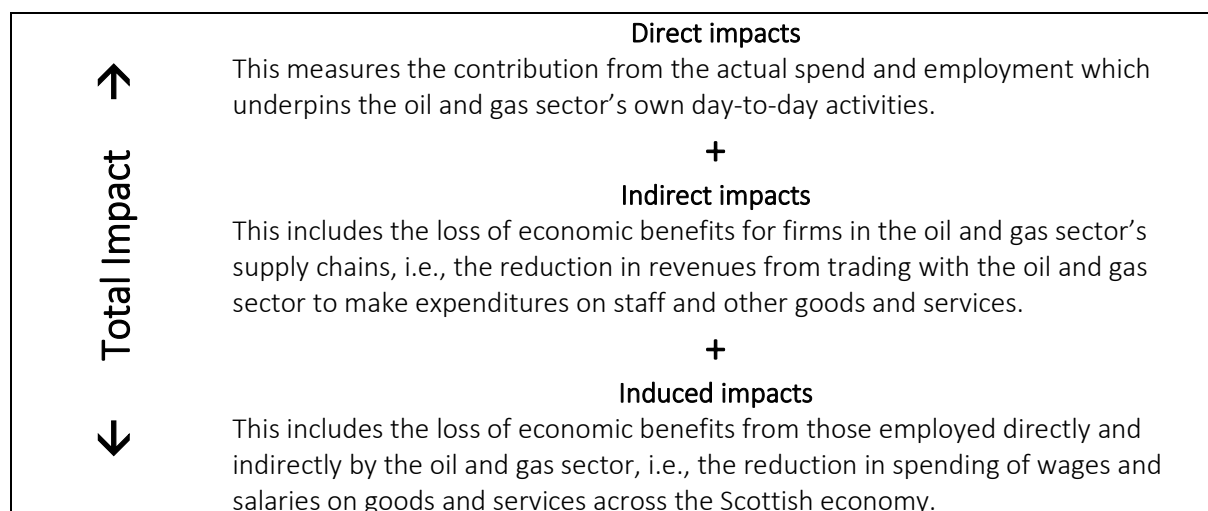 Direct impacts
This measures the contribution from the actual spend and employment which
underpins the oil and gas sector’s own day-to-day activities.
+
Indirect impacts
This includes the loss of economic benefits for firms in the oil and gas sector’s
supply chains, i.e., the reduction in revenues from trading with the oil and gas
sector to make expenditures on staff and other goods and services.
+
Induced impacts
This includes the loss of economic benefits from those employed directly and
indirectly by the oil and gas sector, i.e., the reduction in spending of wages and
salaries on goods and services across the Scottish economy.
Total Impact